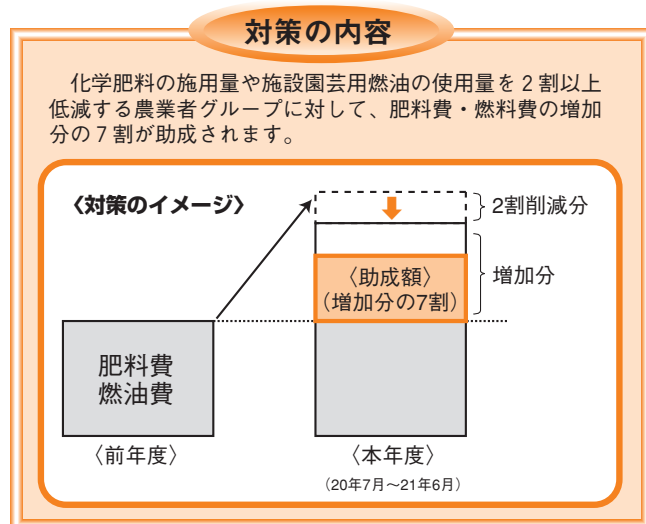 対策の内容
化学肥料の施用量や施設園芸用燃油の使用量を2割以上
低減する農業者グループに対して、肥料費・燃料費の増加
分の7割が助成されます。
〈対策のイメージ〉
2割削減分
〈助成額〉
(増加分の7割)
増加分
肥料費
燃油費
〈前年度〉
〈本年度〉
(20年7月～21年6月)